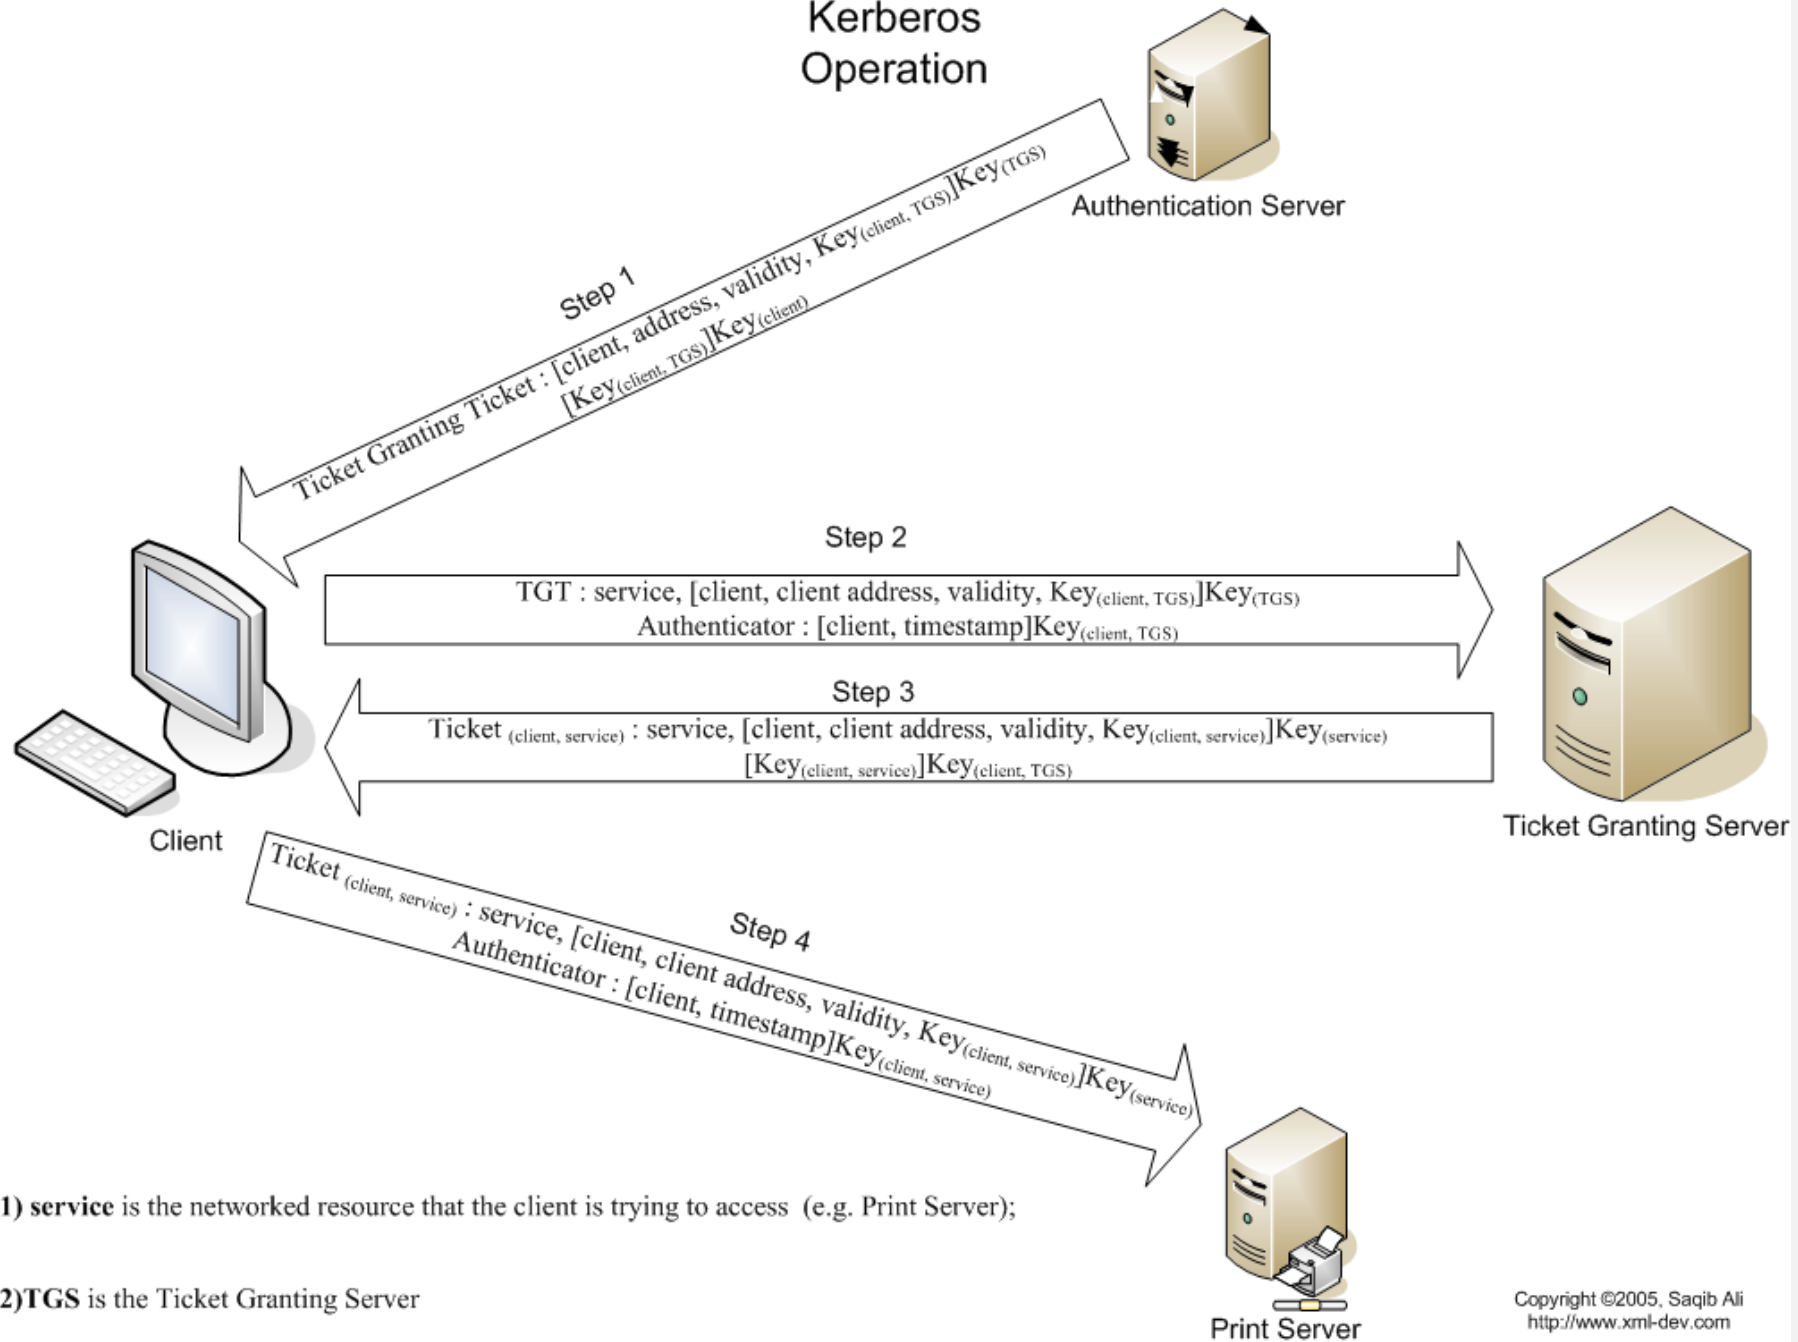 Kerberos
Operation
Authentication Server
Step 1
Ticket Granting Ticket : [client, address, validity, Key(client, TGS)]Key(TGS)
[Key(client, TGS)]Key(client)
Step 2
TGT : service, [client, client address, validity, Key(client, TGS)]Key(TGS)
Authenticator : [client, timestamp]Key(client, TGS)
Step 3
Ticket (client, service) : service, [client, client address, validity, Key(client, service)]Key(service)
[Key(client, service)]Key(client, TGS)
Client
Ticket Granting Server
Step 4
Ticket (client, service) : service, [client, client address, validity, Key(client, service)]Key(service)
Authenticator : [client, timestamp]Key(client, service)
1) service is the networked resource that the client is trying to access (e.g. Print Server);
2)TGS is the Ticket Granting Server
Print Server
Copyright ©2005, Saqib Ali
http://www.xml-dev.com